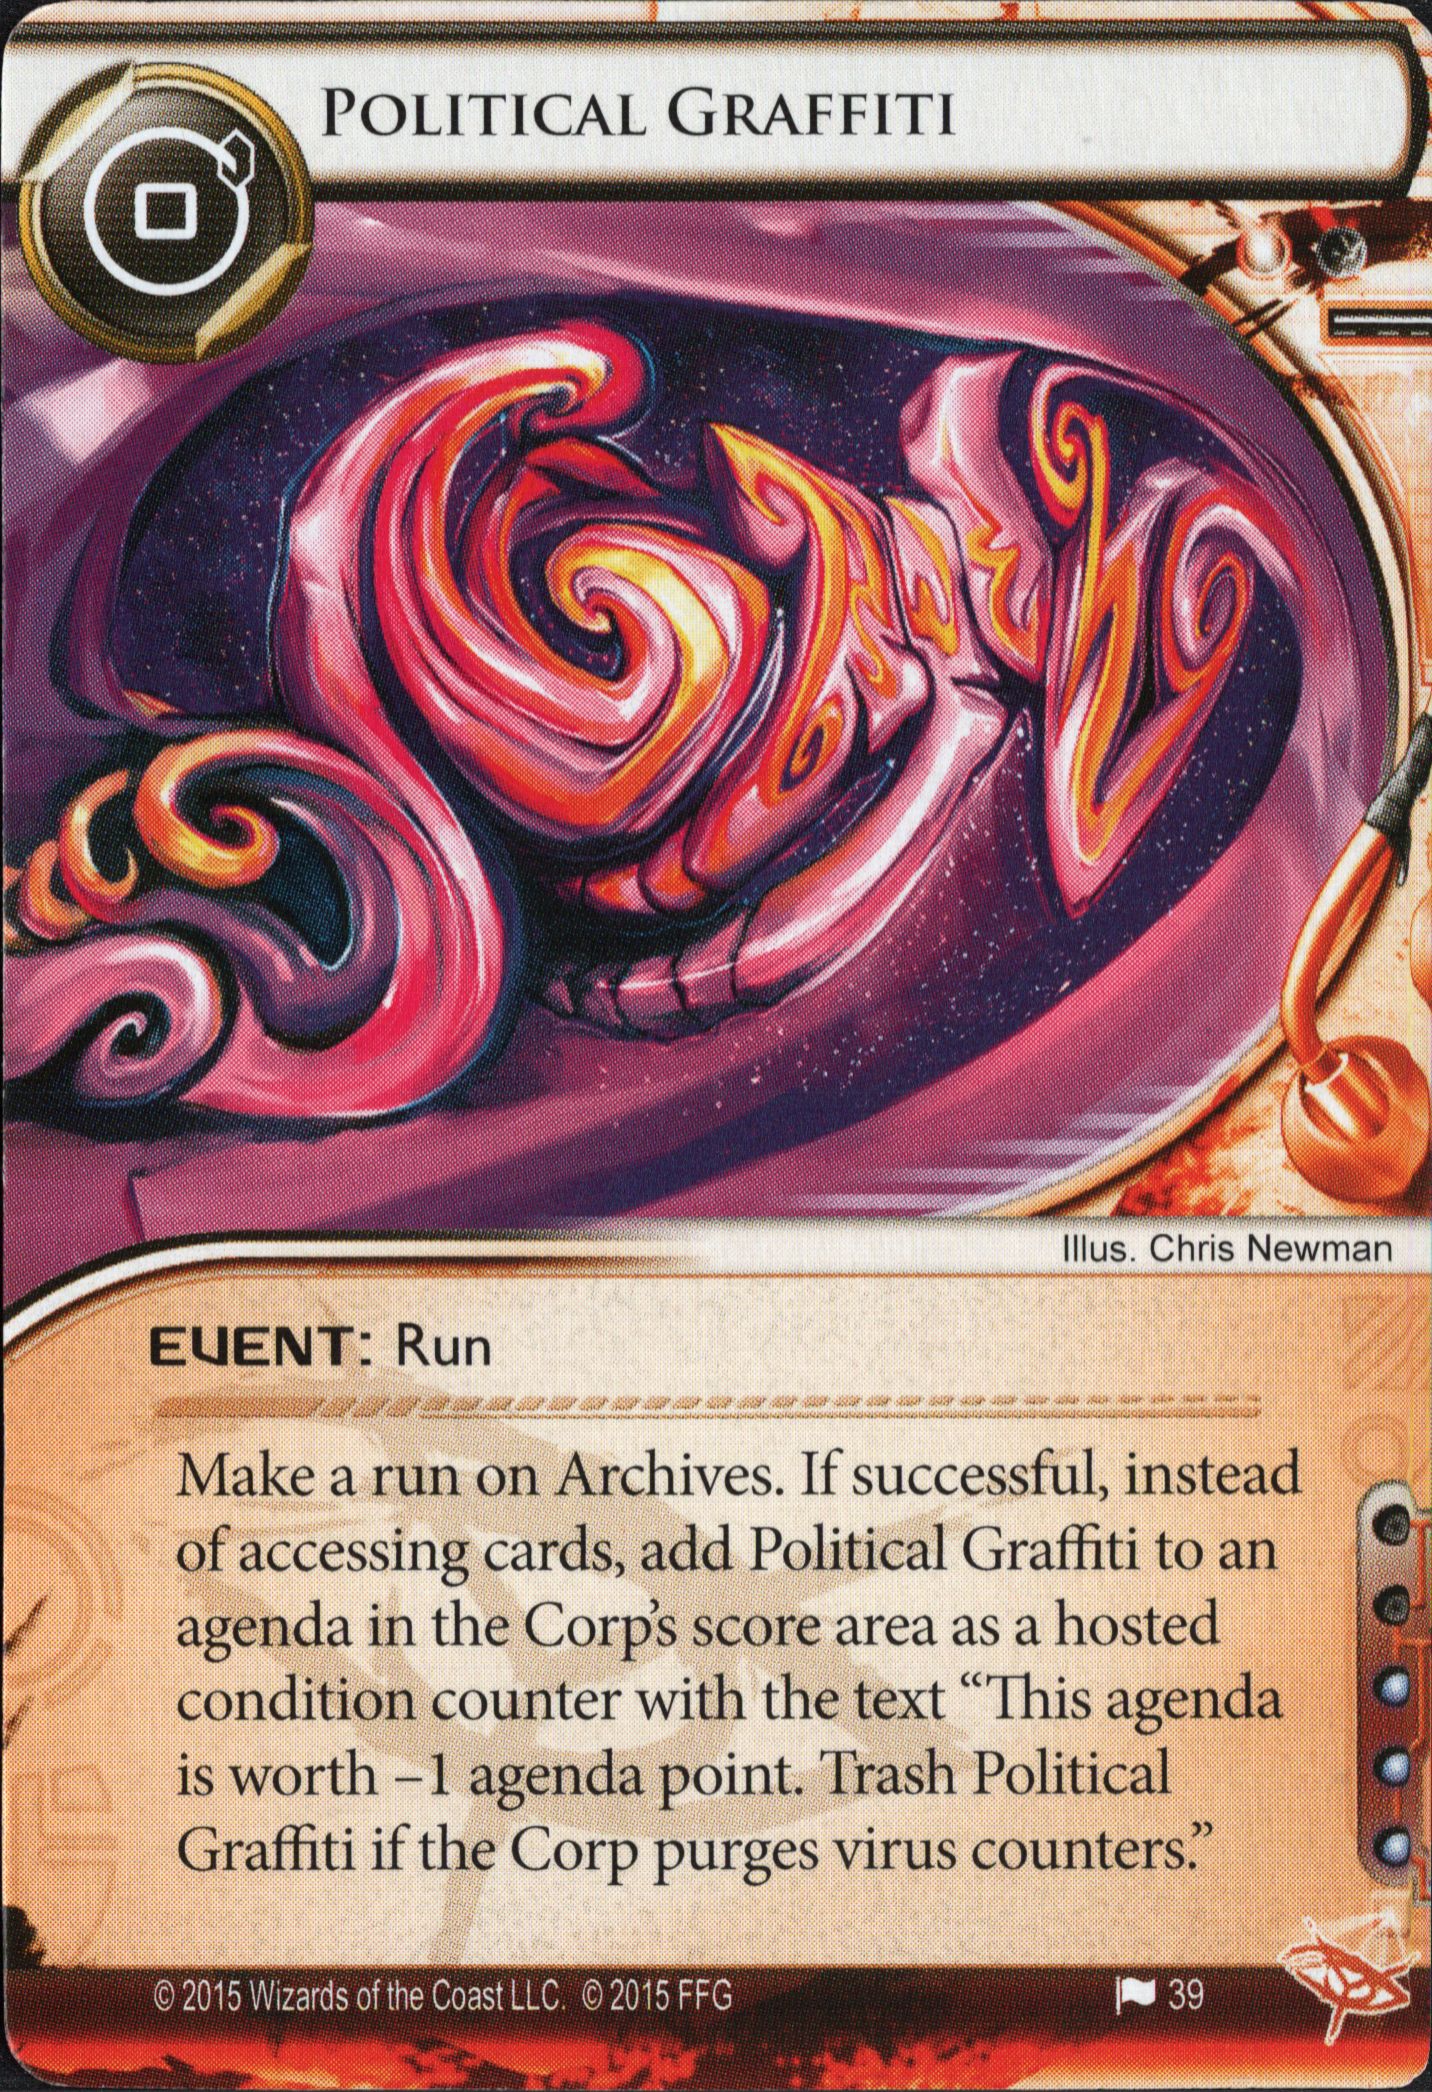 POLITICAL GRAFFITI
0
Illus. Chris Newman
EVENT: Run
Make a run on Archives. If successful, instead
of accessing cards, add Political Graffiti to an
agenda in the Corp’s score area as a hosted
condition counter with the text “This agenda
is worth –1 agenda point. Trash Political
Graffiti if the Corp purges virus counters.”
© 2015 Wizards of the Coast LLC. © 2015 FFG
39